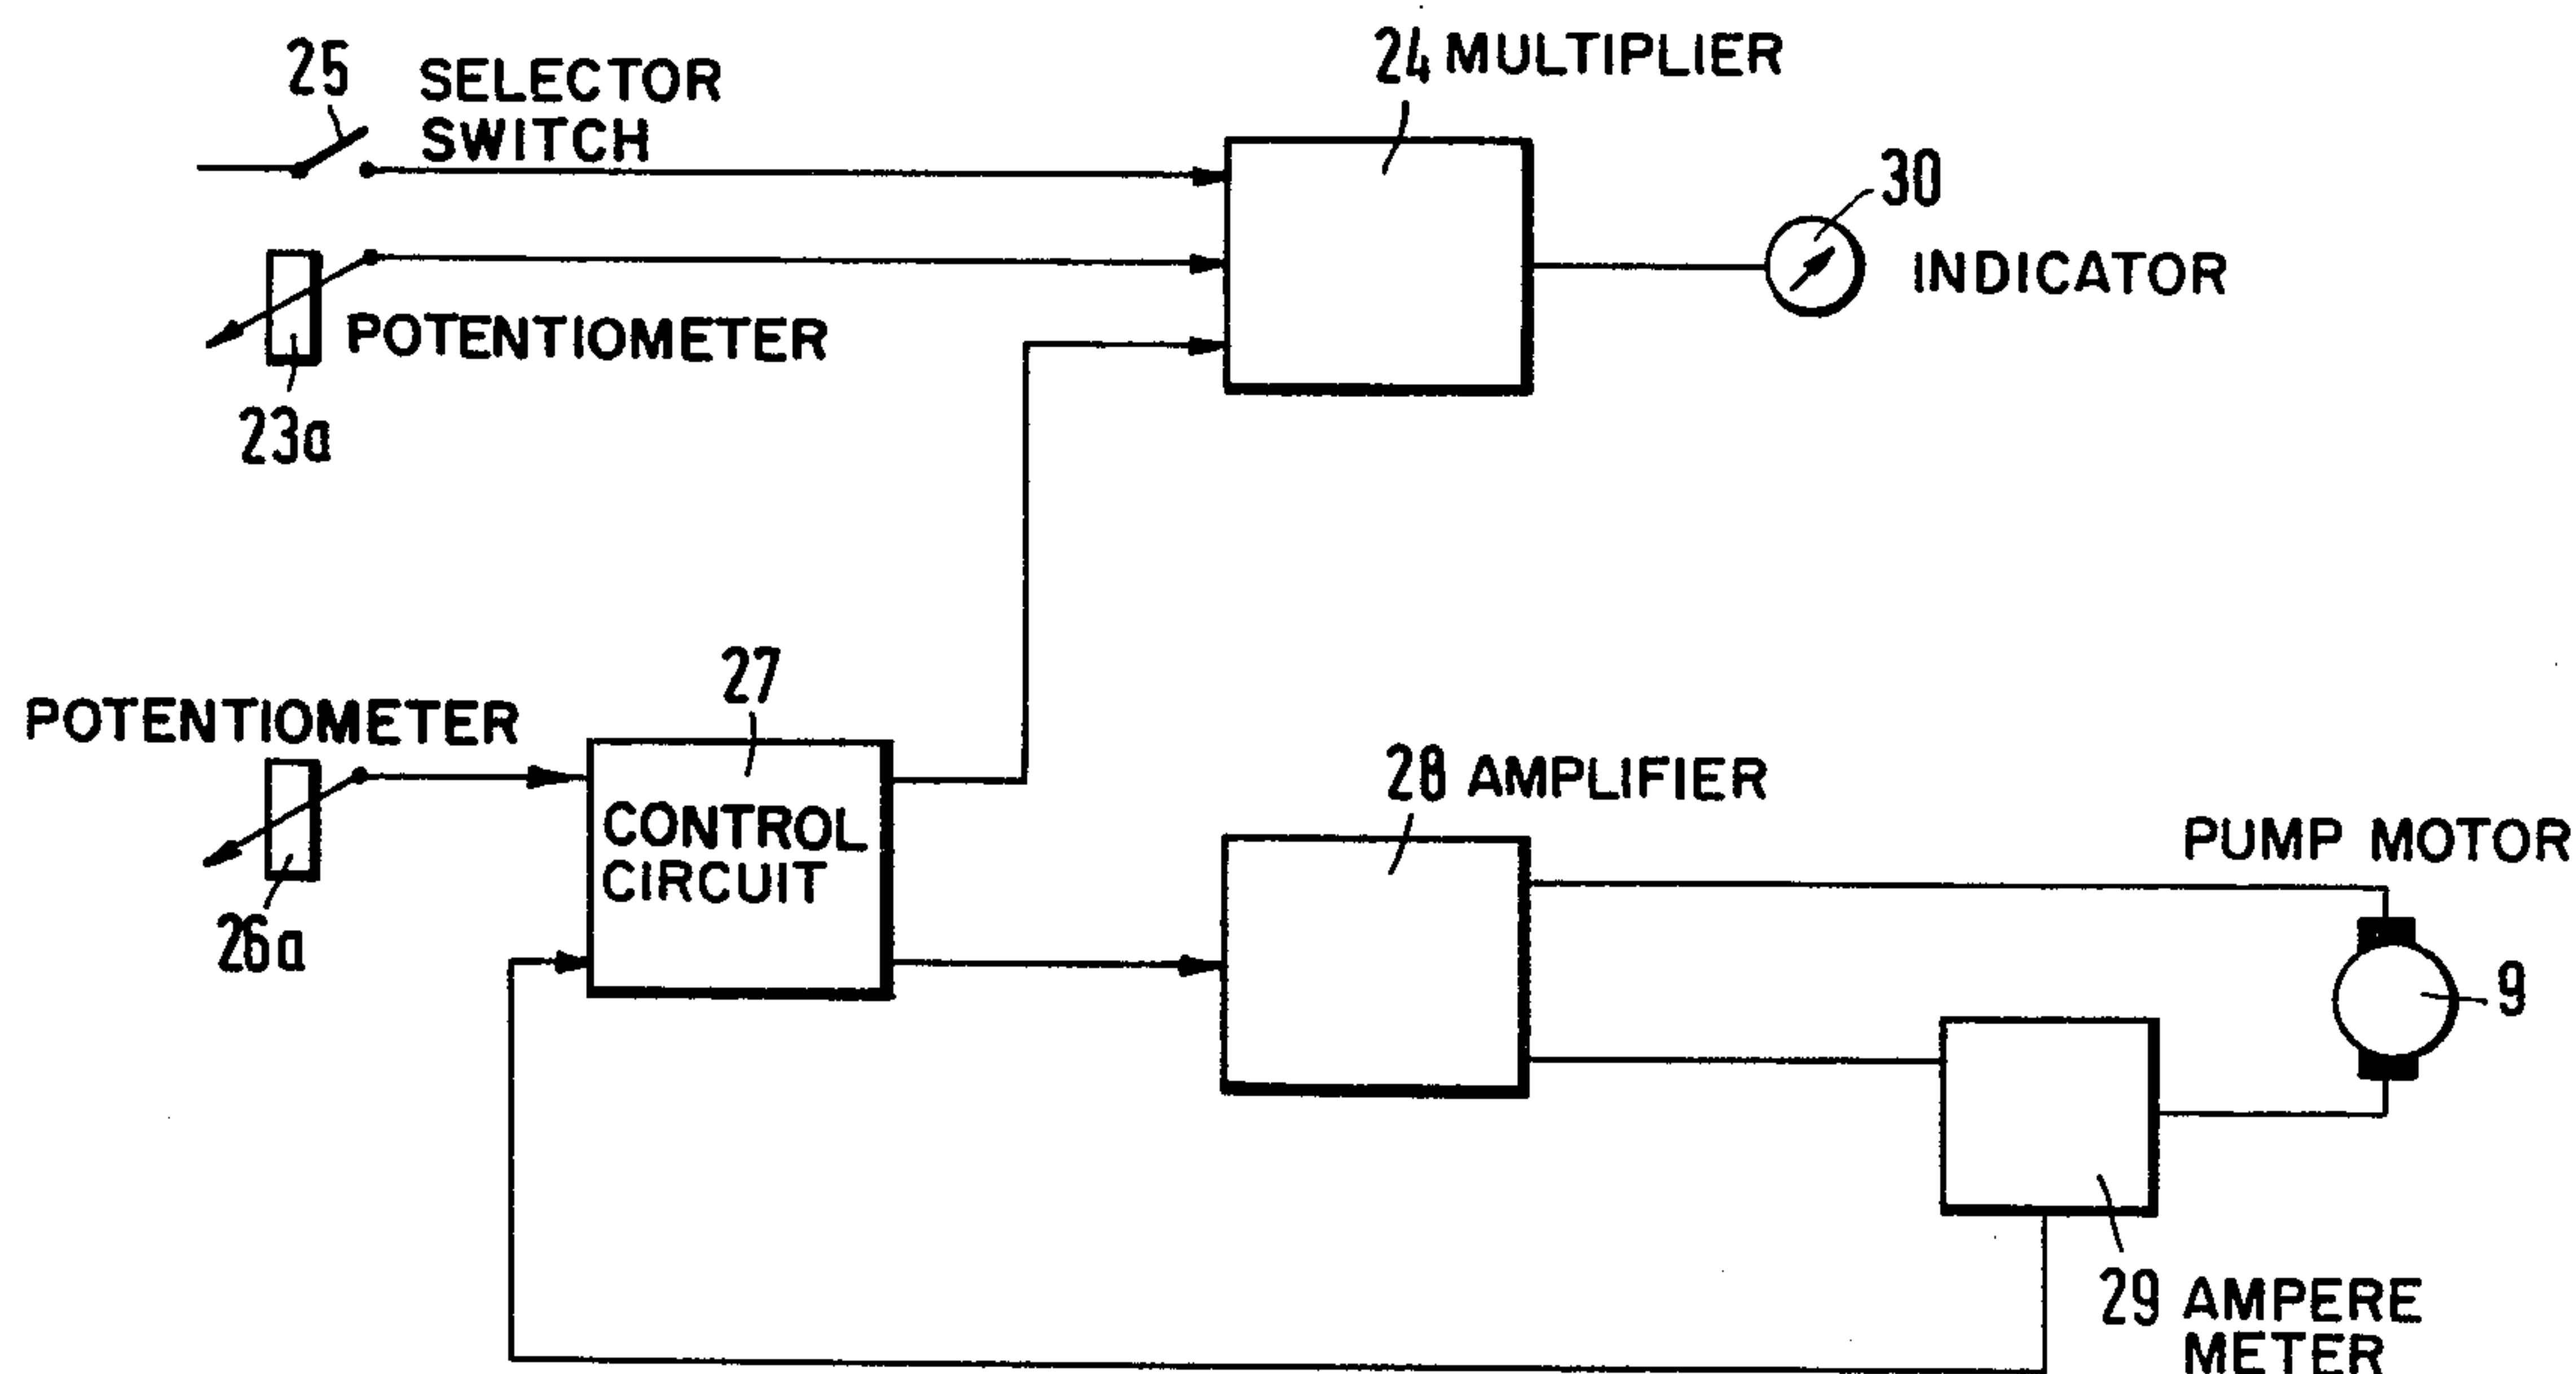 25 SELECTOR
SWITCH
24 MULTIPLIER
30
INDICATOR
POTENTIOMETER
23a
POTENTIOMETER
27
CONTROL
CIRCUIT
26a
28 AMPLIFIER
PUMP MOTOR
9
29 AMPERE
METER